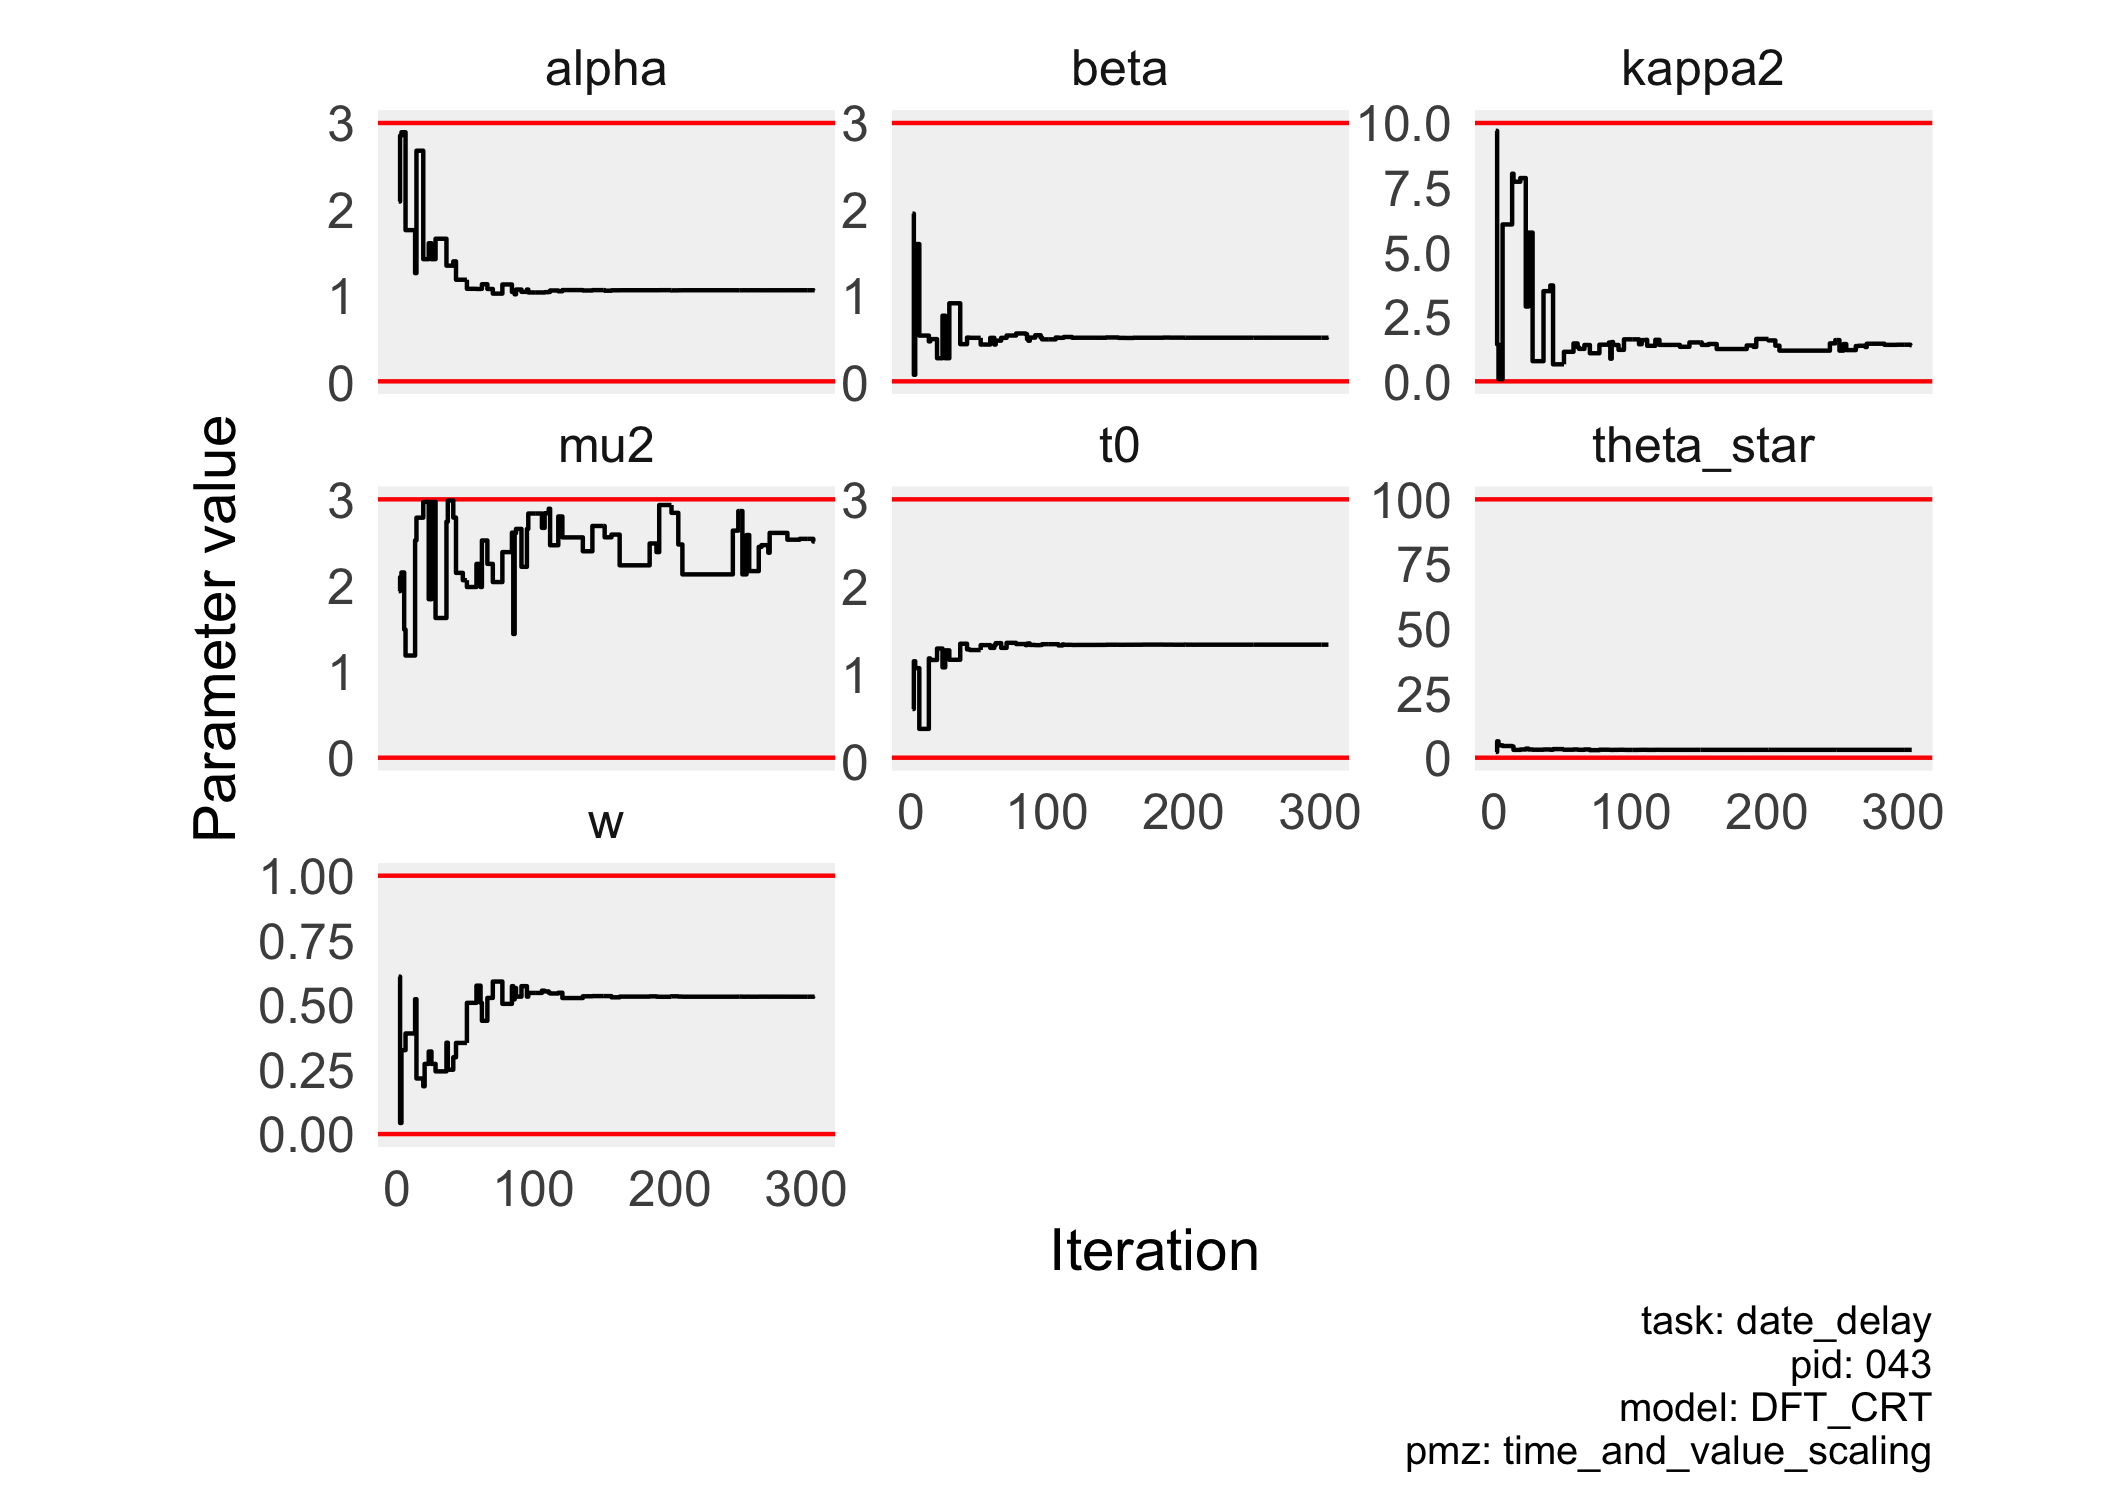 alpha
beta
kappa2
3
2
1
0
3
2
1
0
10.0
7.5
5.0
2.5
0.0
mu2
t0
theta_star
3
2
1
0
3
2
1
0
100
75
50
25
0
0 100 200 300
0 100 200 300
w
1.00
0.75
0.50
0.25
0.00
0 100 200 300
Parameter value
Iteration
task: date_delay
pid: 043
model: DFT_CRT
pmz: time_and_value_scaling